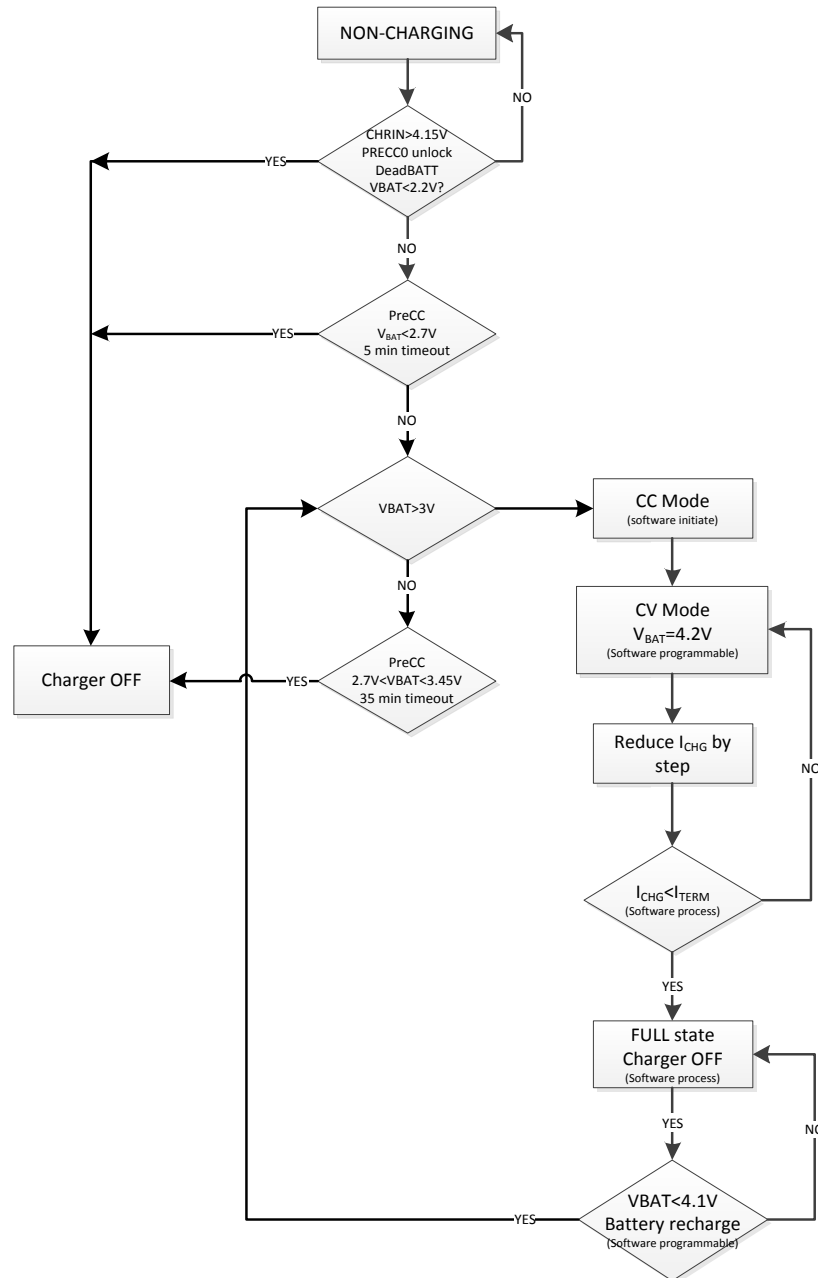 NON-CHARGING
NO
CHRIN>4.15V
PRECC0 unlock
DeadBATT
VBAT<2.2V?
YES
NO
PreCC
VBAT<2.7V
5 min timeout
YES
NO
VBAT>3V
CC Mode
(software initiate)
NO
CV Mode
VBAT=4.2V
(Software programmable)
PreCC
2.7V<VBAT<3.45V
35 min timeout
YES
Charger OFF
Reduce ICHG by
step
NO
ICHG<ITERM
(Software process)
YES
FULL state
Charger OFF
(Software process)
YES
NO
VBAT<4.1V
Battery recharge
(Software programmable)
YES